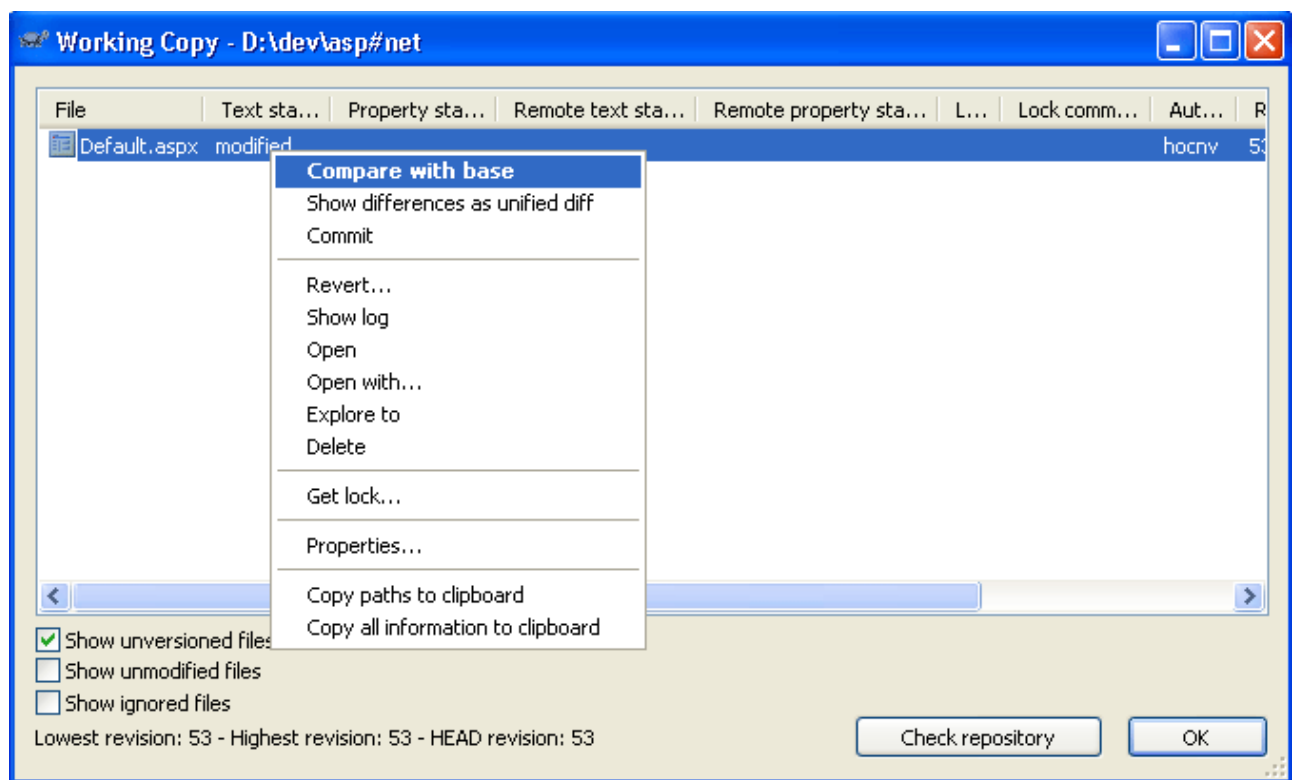 Working Copy - D:\dev\asp#net
File Text sta... Property sta... Remote text sta... Remote property sta... L... Lock comm... Aut... R
Default.aspx modified hocnv 53
Compare with base
Show differences as unified diff
Commit
Revert...
Show log
Open
Open with...
Explore to
Delete
Get lock...
Properties...
Copy paths to clipboard
Copy all information to clipboard
Show unversioned files
Show unmodified files
Show ignored files
Lowest revision: 53 - Highest revision: 53 - HEAD revision: 53
Check repository OK